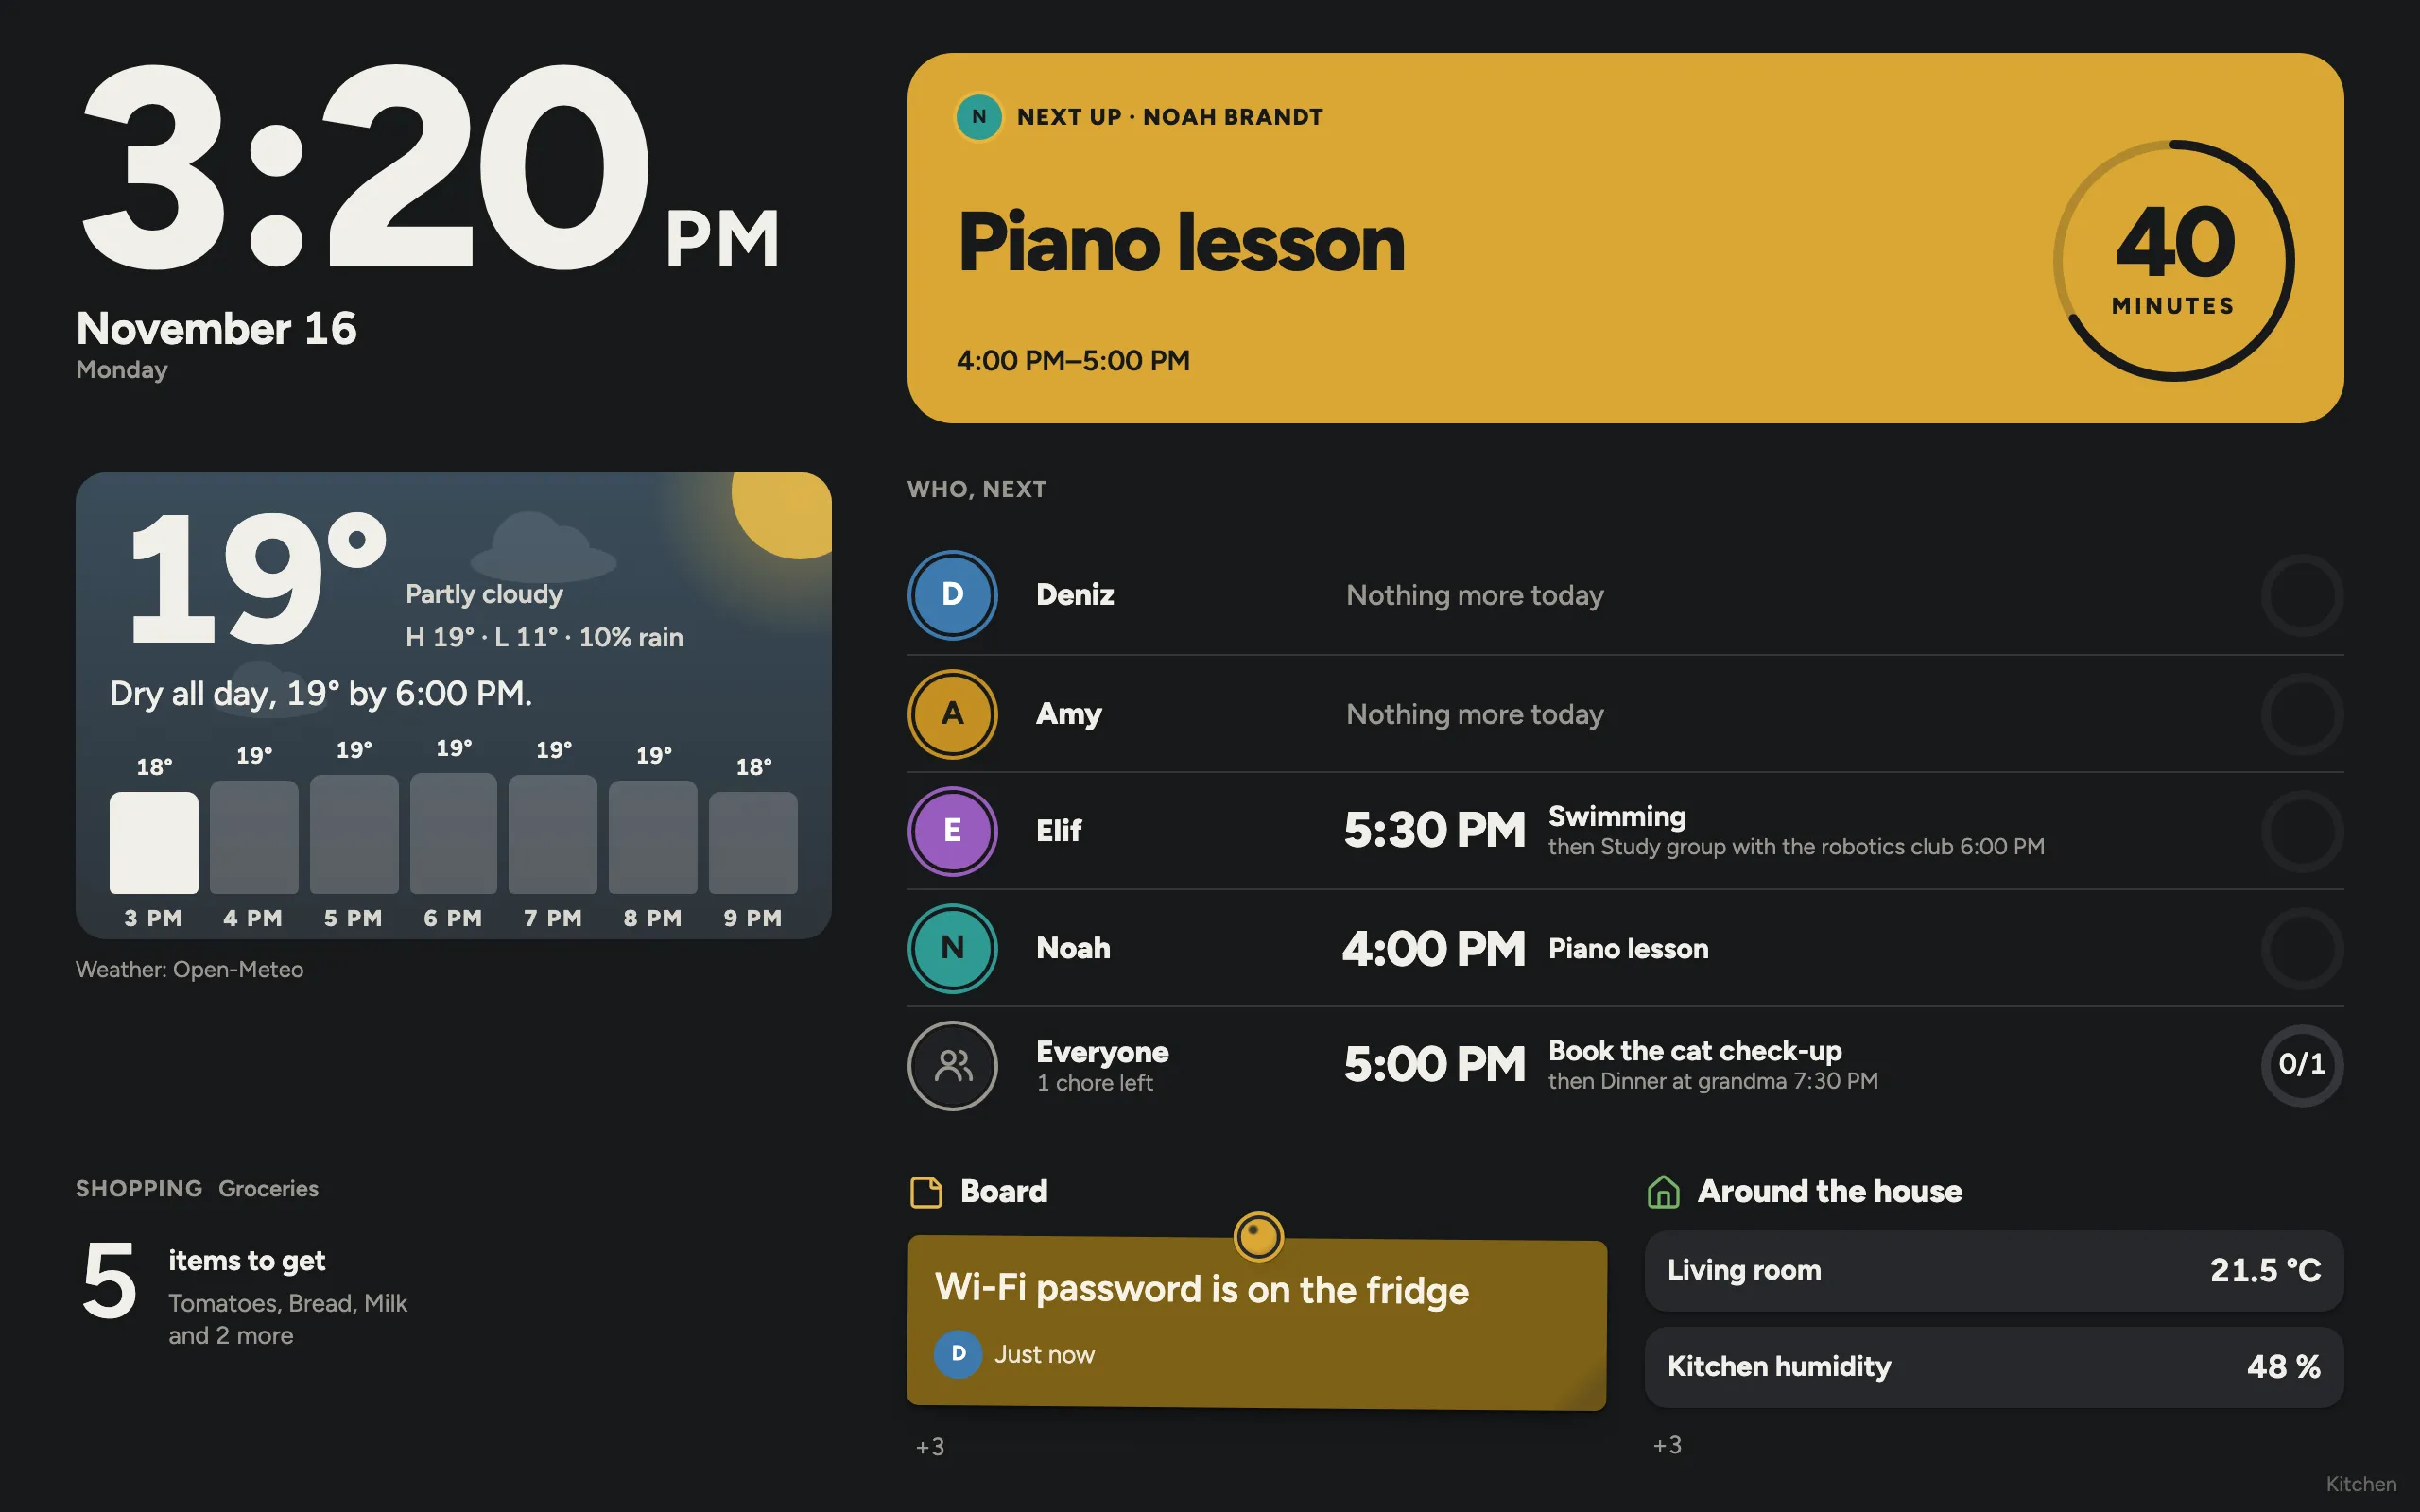 3:20 PM
November 16
Monday
N NEXT UP · NOAH BRANDT
Piano lesson
4:00 PM–5:00 PM
40
MINUTES
19°
Partly cloudy
H 19° · L 11° · 10% rain
Dry all day, 19° by 6:00 PM.
18° 19° 19° 19° 19° 19° 18°
3 PM 4 PM 5 PM 6 PM 7 PM 8 PM 9 PM
Weather: Open-Meteo
WHO, NEXT
D Deniz Nothing more today
A Amy Nothing more today
E Elif 5:30 PM Swimming
then Study group with the robotics club 6:00 PM
N Noah 4:00 PM Piano lesson
Everyone 5:00 PM Book the cat check-up 0/1
1 chore left then Dinner at grandma 7:30 PM
SHOPPING Groceries
5 items to get
Tomatoes, Bread, Milk
and 2 more
Board
Wi-Fi password is on the fridge
D Just now
+3
Around the house
Living room 21.5 °C
Kitchen humidity 48 %
+3
Kitchen